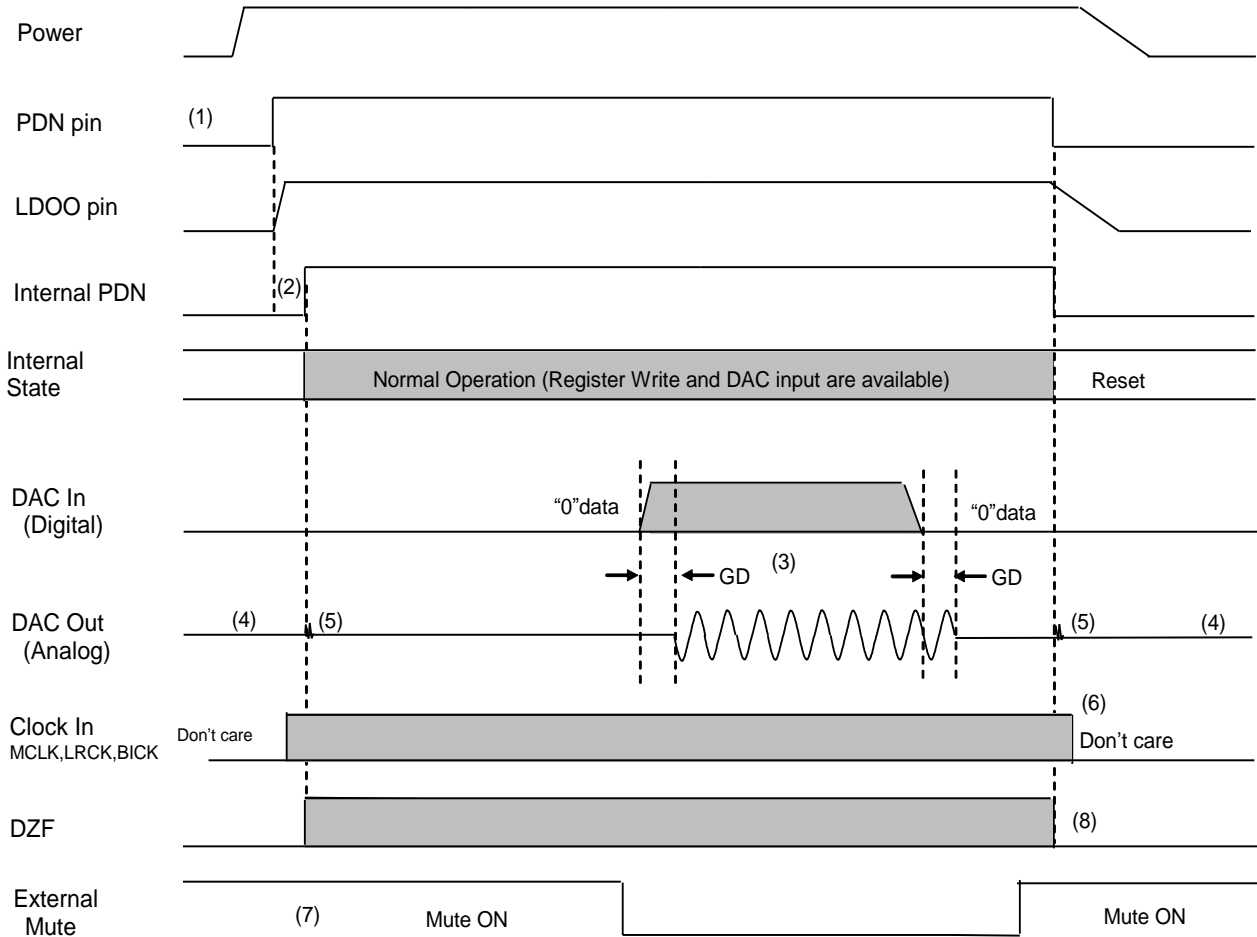 Power
PDN pin
(1)
LDOO pin
Internal PDN
(2)
Internal
State
Normal Operation (Register Write and DAC input are available)
Reset
DAC In
(Digital)
“0”data
“0”data
(3)
GD
GD
DAC Out
(Analog)
(4)
(5)
(5)
(4)
Clock In
MCLK,LRCK,BICK
Don’t care
(6)
Don’t care
DZF
(8)
External
Mute
(7)
Mute ON
Mute ON